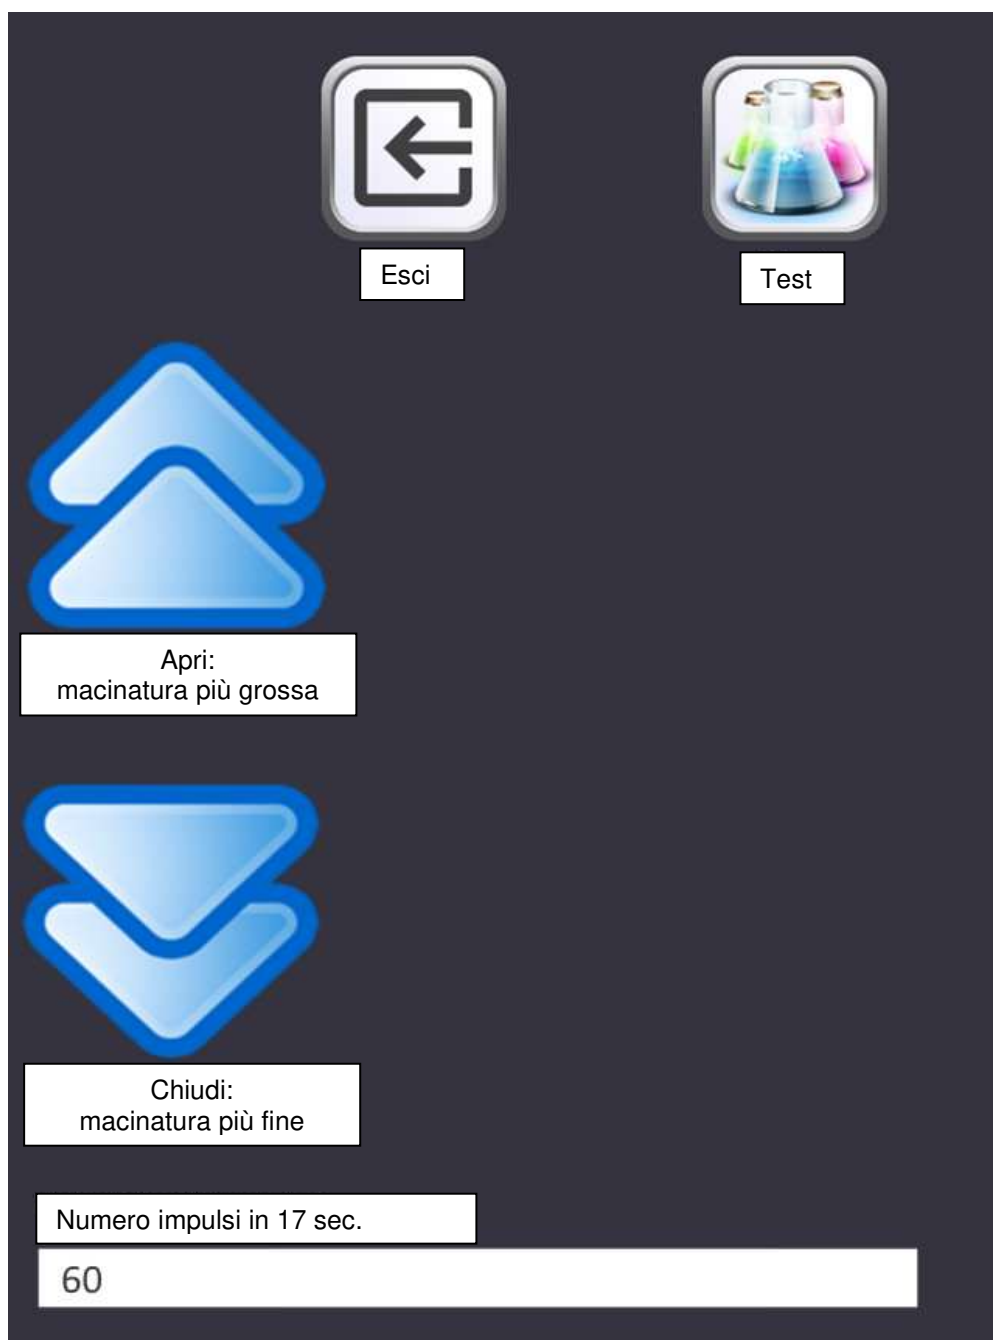 Esci
Test
Apri:
macinatura più grossa
Chiudi:
macinatura più fine
Numero impulsi in 17 sec.
60